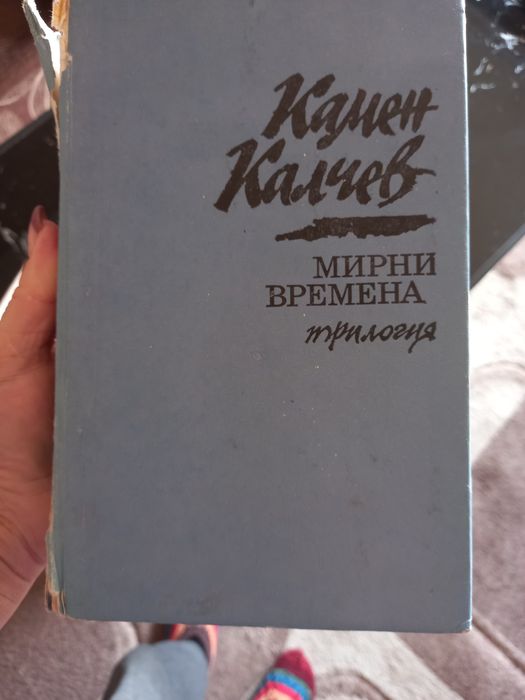 Камен
Калчев
МИРНИ
ВРЕМЕНА
трилогия